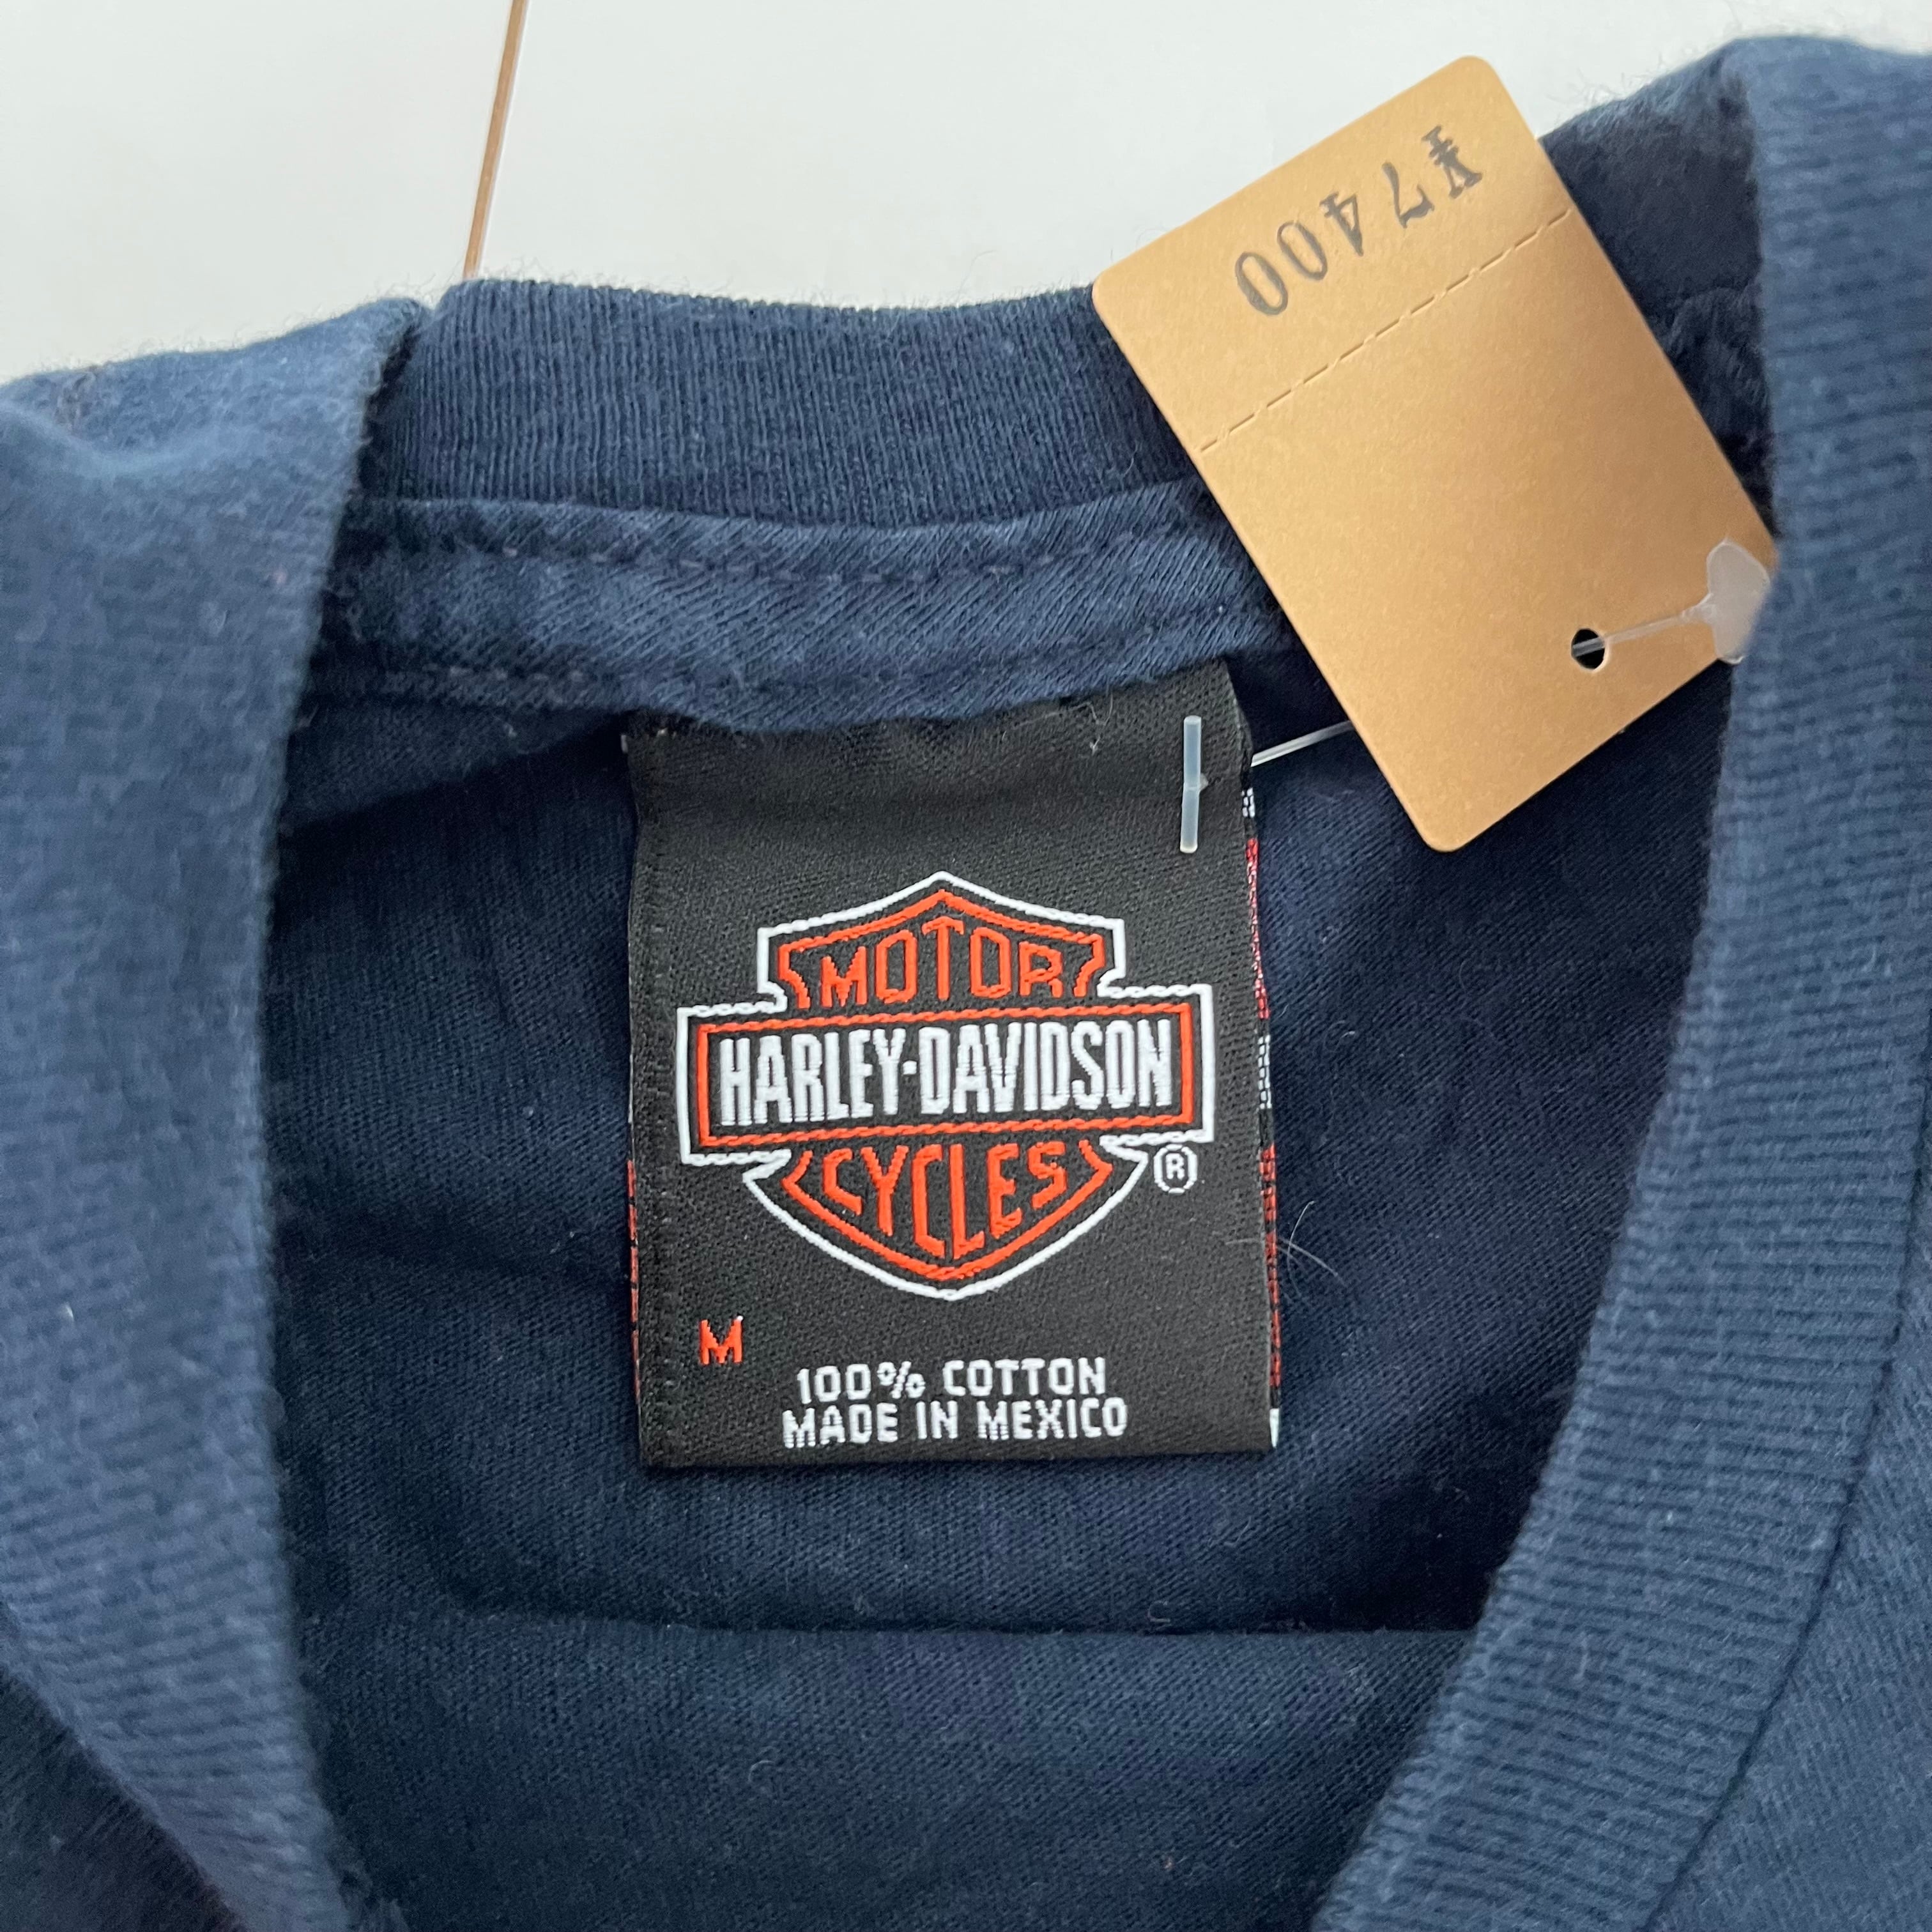 ¥7400
MOTOR
HARLEY-DAVIDSON
CYCLES
®
M
100% COTTON
MADE IN MEXICO